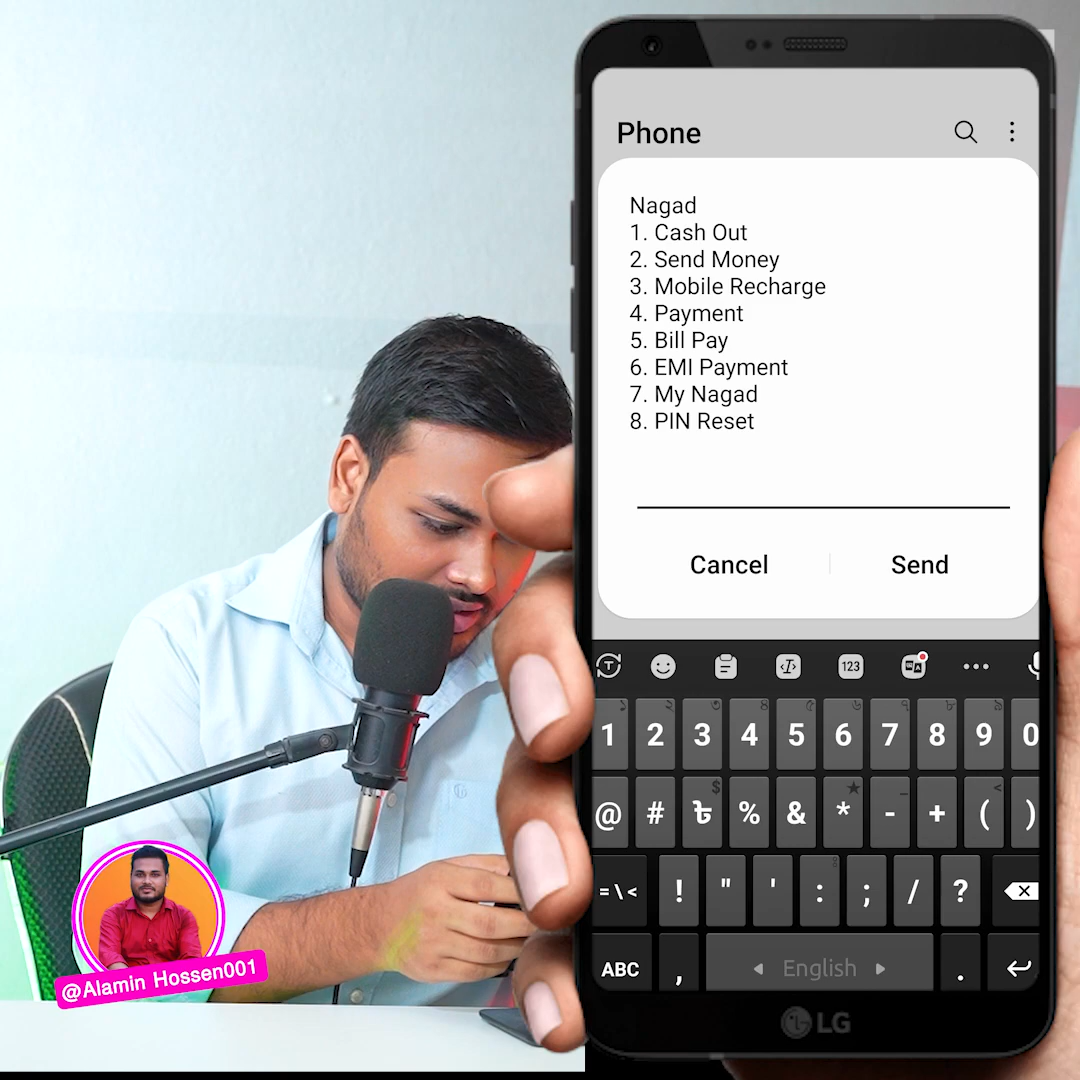 Phone
Nagad
1. Cash Out
2. Send Money
3. Mobile Recharge
4. Payment
5. Bill Pay
6. EMI Payment
7. My Nagad
8. PIN Reset
Cancel
Send
123
1 2 3 4 5 6 7 8 9 0
@ # ৳ % & * - + ( )
=\< ! " ' : ; / ?
ABC , English .
LG
@Alamin Hossen001